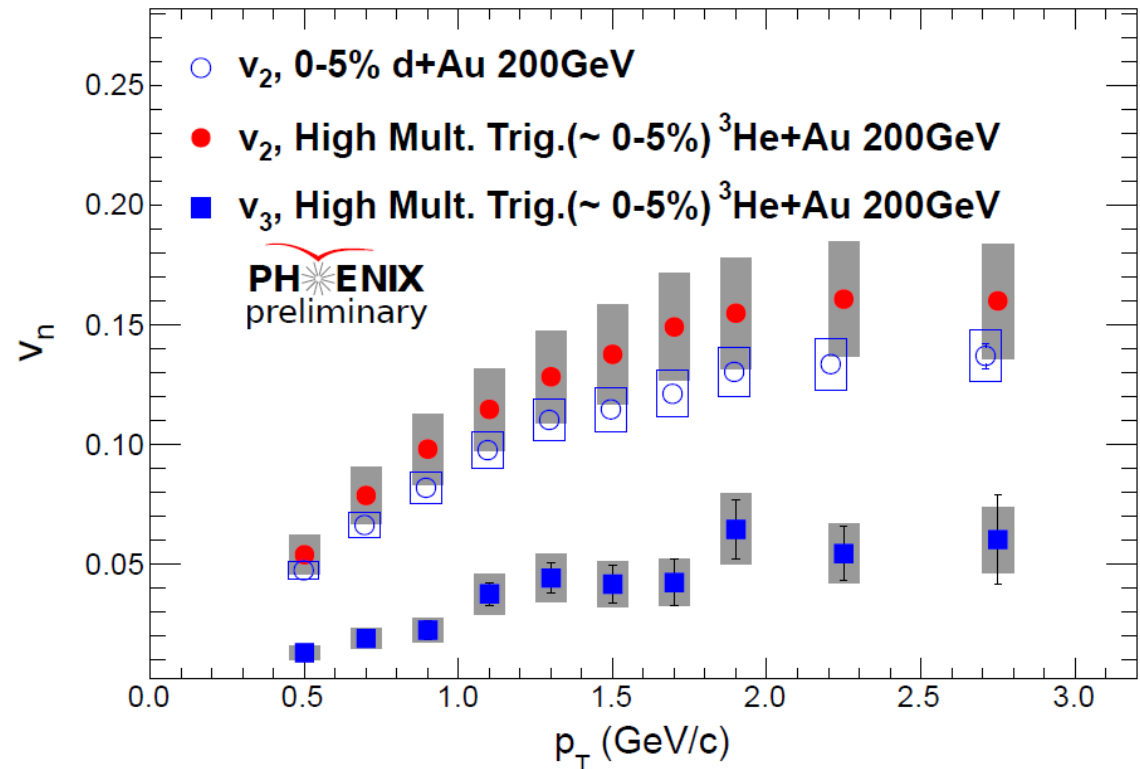 v2, 0-5% d+Au 200GeV
v2, High Mult. Trig.(~ 0-5%) 3He+Au 200GeV
v3, High Mult. Trig.(~ 0-5%) 3He+Au 200GeV
PHENIX
preliminary
0.25
0.20
0.15
0.10
0.05
vn
0.0 0.5 1.0 1.5 2.0 2.5 3.0
pT (GeV/c)